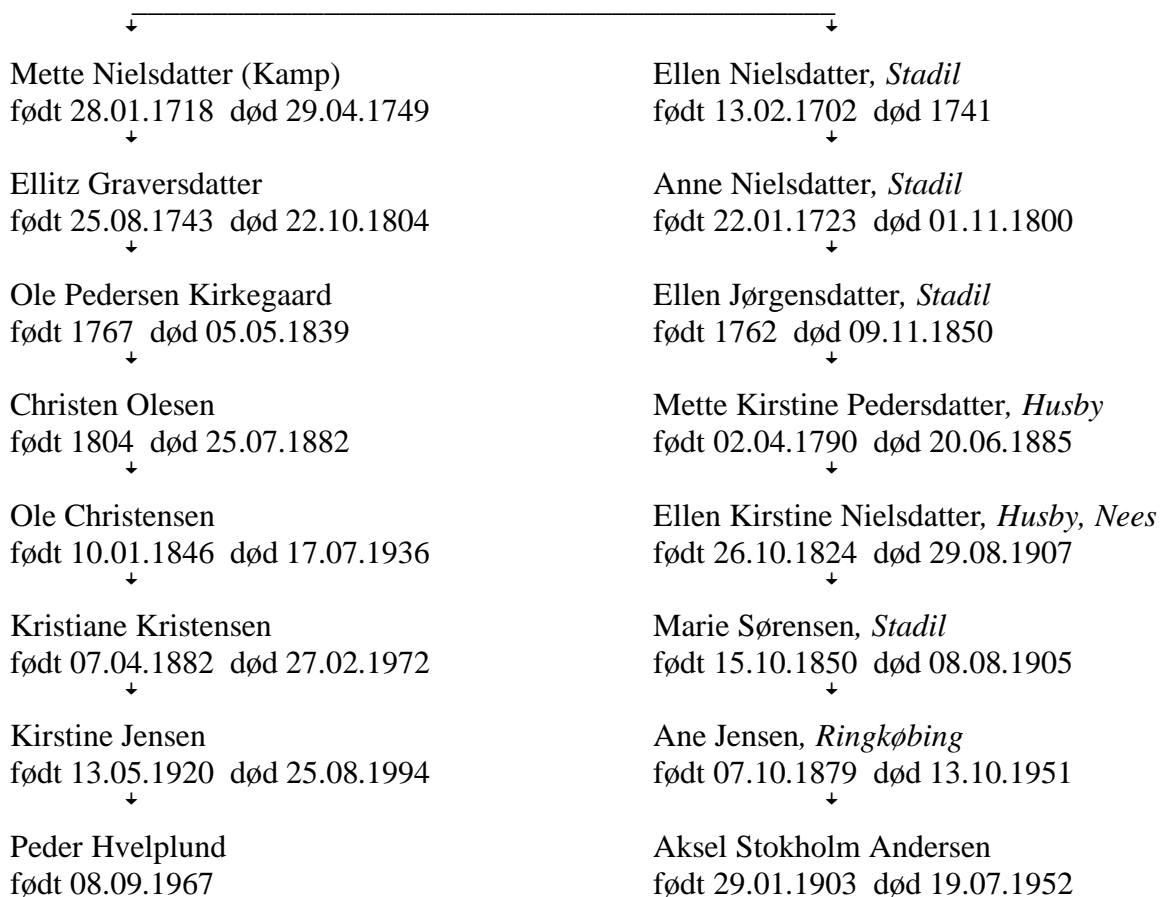 Mette Nielsdatter (Kamp)
født 28.01.1718 død 29.04.1749
Ellitz Graversdatter
født 25.08.1743 død 22.10.1804
Ole Pedersen Kirkegaard
født 1767 død 05.05.1839
Christen Olesen
født 1804 død 25.07.1882
Ole Christensen
født 10.01.1846 død 17.07.1936
Kristiane Kristensen
født 07.04.1882 død 27.02.1972
Kirstine Jensen
født 13.05.1920 død 25.08.1994
Peder Hvelplund
født 08.09.1967
Ellen Nielsdatter, Stadil
født 13.02.1702 død 1741
Anne Nielsdatter, Stadil
født 22.01.1723 død 01.11.1800
Ellen Jørgensdatter, Stadil
født 1762 død 09.11.1850
Mette Kirstine Pedersdatter, Husby
født 02.04.1790 død 20.06.1885
Ellen Kirstine Nielsdatter, Husby, Nees
født 26.10.1824 død 29.08.1907
Marie Sørensen, Stadil
født 15.10.1850 død 08.08.1905
Ane Jensen, Ringkøbing
født 07.10.1879 død 13.10.1951
Aksel Stokholm Andersen
født 29.01.1903 død 19.07.1952